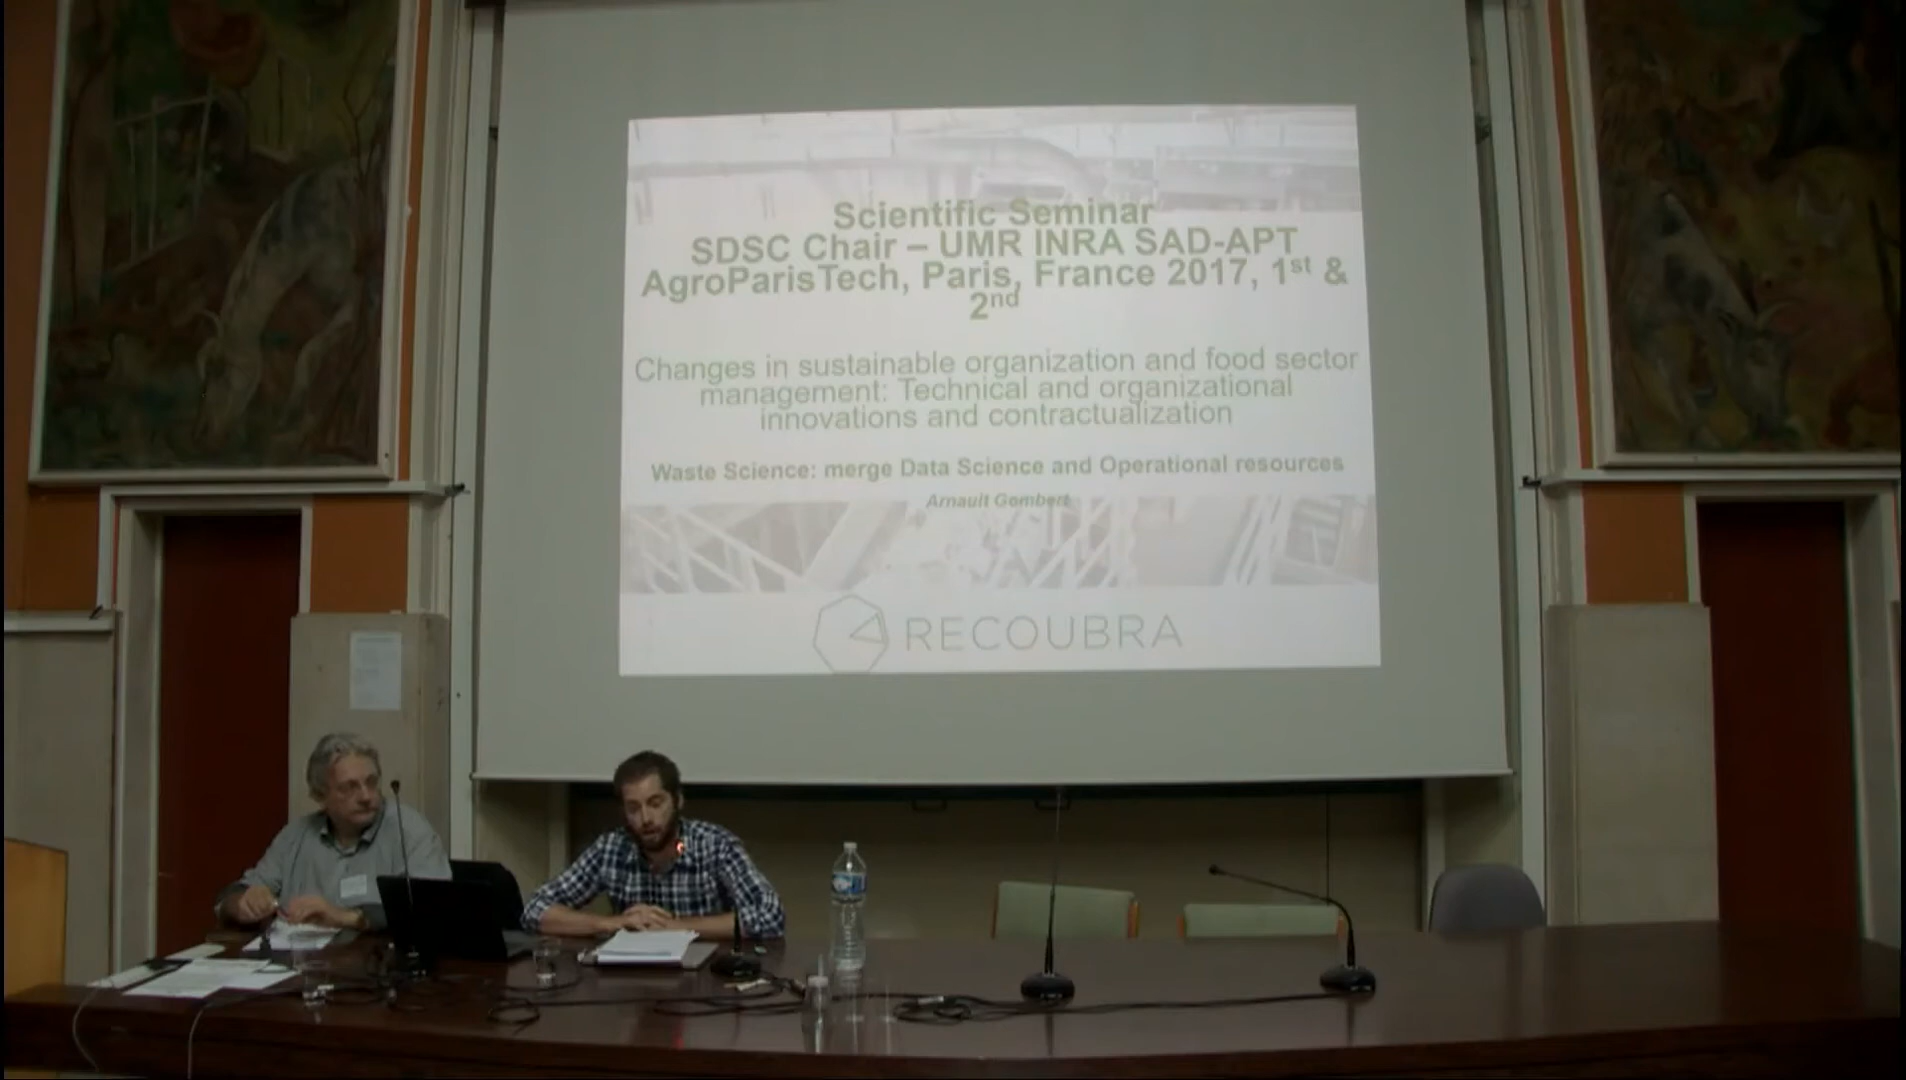 Scientific Seminar
SDSC Chair – UMR INRA SAD-APT
AgroParisTech, Paris, France 2017, 1st &
2nd
Changes in sustainable organization and food sector
management: Technical and organizational
innovations and contractualization
Waste Science: merge Data Science and Operational resources
Arnault Gombert
RECOUBRA